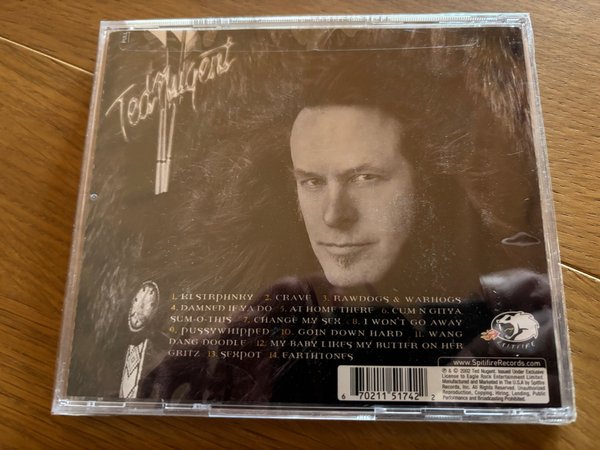 Ted Nugent
1. KLSTRPHNKY 2. CRAVE 3. RAWDOGS & WARHOGS
4. DAMNED IF YA DO 5. AT HOME THERE 6. CUM N GITYA
SUM-O-THIS 7. CHANGE MY SEX 8. I WON'T GO AWAY
9. PUSSYWHIPPED 10. GOIN DOWN HARD 11. WANG
DANG DOODLE 12. MY BABY LIKES MY BUTTER ON HER
GRITZ 13. SEXPOT 14. EARTHTONES
SPITFIRE
www.SpitfireRecords.com
℗ & © 2002 Ted Nugent. Issued Under Exclusive
License to Eagle Rock Entertainment Limited.
Manufactured and Marketed in The U.S.A by Spitfire
Records, Inc. All Rights Reserved. Unauthorized
Reproduction, Copying, Hiring, Lending, Public
Performance and Broadcasting Prohibited.
6 70211 51742 2